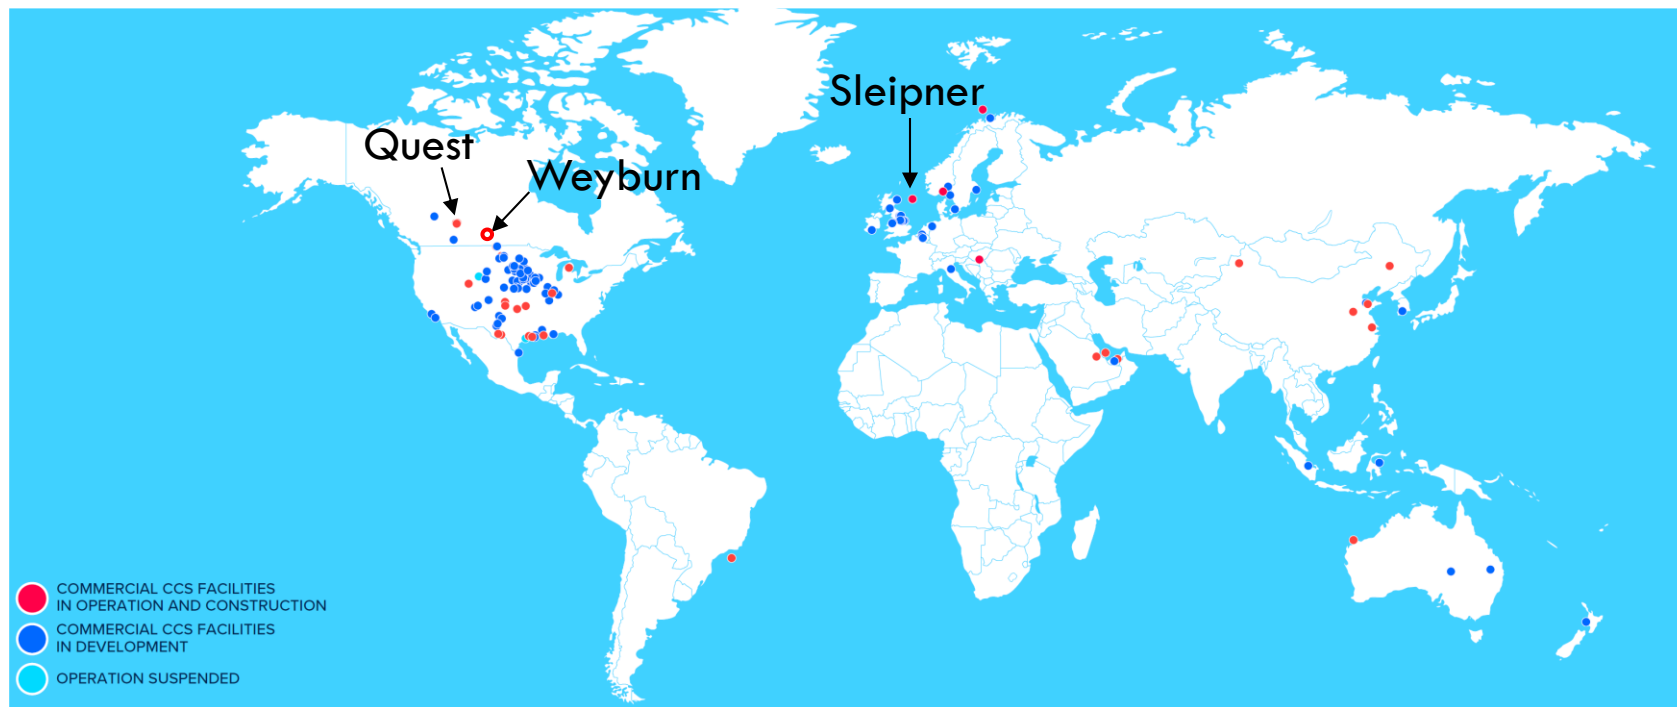 Sleipner
Quest
Weyburn
COMMERCIAL CCS FACILITIES
IN OPERATION AND CONSTRUCTION
COMMERCIAL CCS FACILITIES
IN DEVELOPMENT
OPERATION SUSPENDED